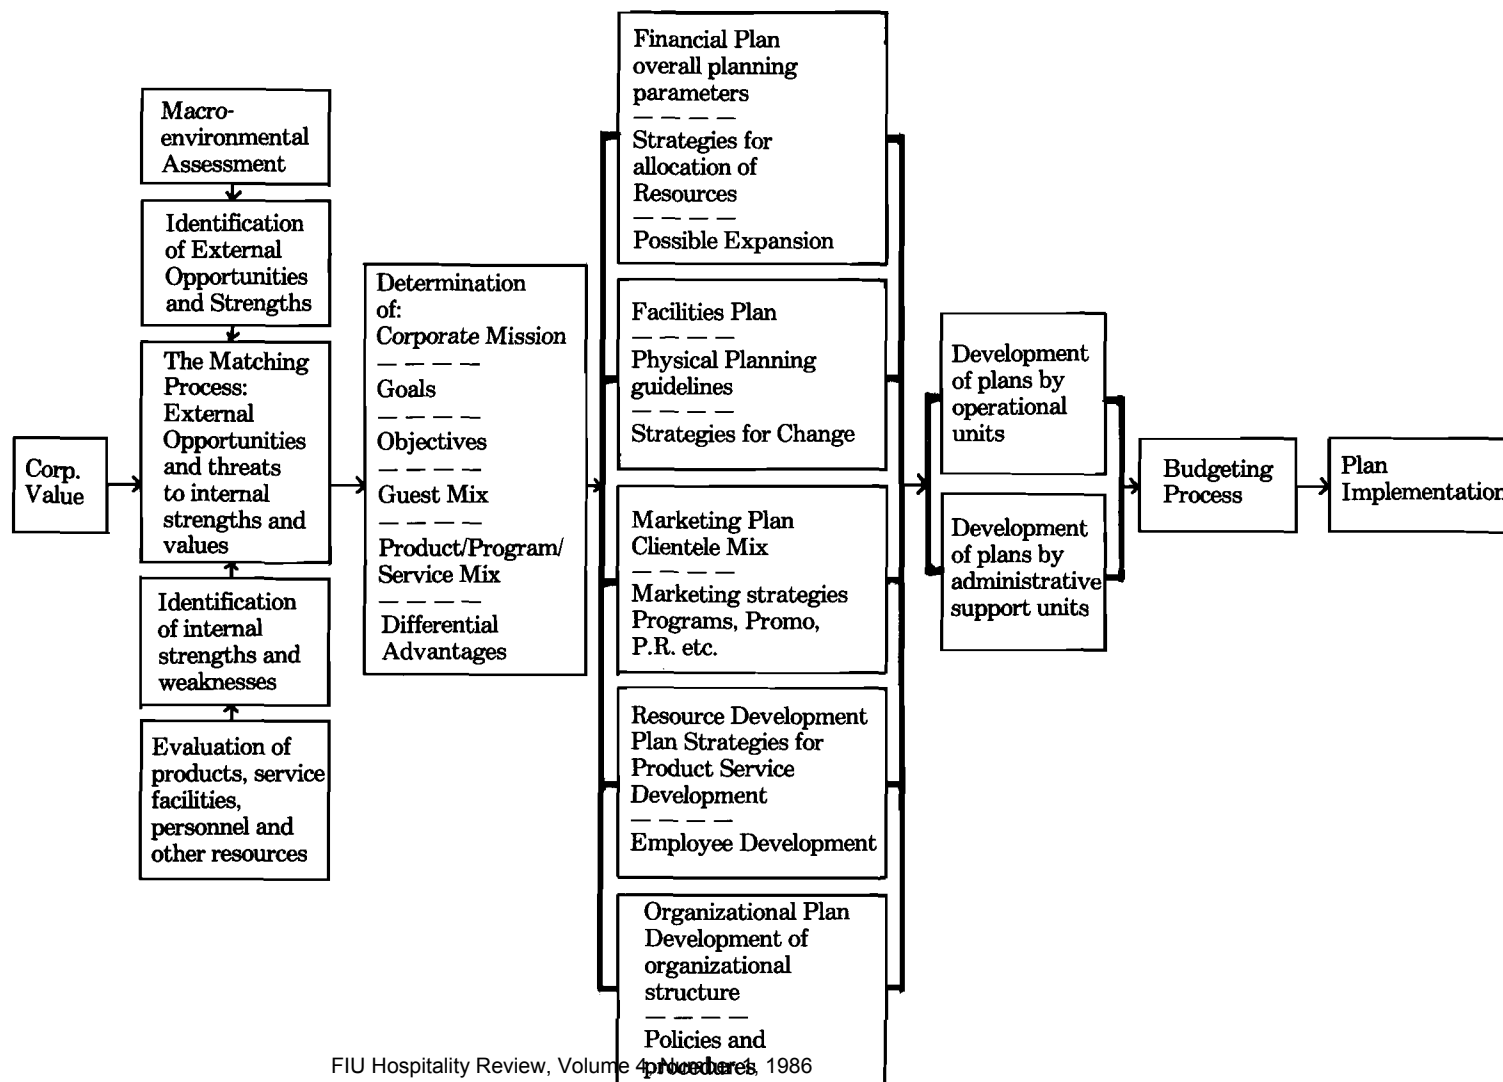 Corp.
Value
Macro-
environmental
Assessment
Identification
of External
Opportunities
and Strengths
The Matching
Process:
External
Opportunities
and threats
to internal
strengths and
values
Identification
of internal
strengths and
weaknesses
Evaluation of
products, service
facilities,
personnel and
other resources
Determination
of:
Corporate Mission
Goals
Objectives
Guest Mix
Product/Program/
Service Mix
Differential
Advantages
Financial Plan
overall planning
parameters
Strategies for
allocation of
Resources
Possible Expansion
Facilities Plan
Physical Planning
guidelines
Strategies for Change
Marketing Plan
Clientele Mix
Marketing strategies
Programs, Promo,
P.R. etc.
Resource Development
Plan Strategies for
Product Service
Development
Employee Development
Organizational Plan
Development of
organizational
structure
Policies and
procedures
Development
of plans by
operational
units
Development
of plans by
administrative
support units
Budgeting
Process
Plan
Implementation
FIU Hospitality Review, Volume 4, Number 1, 1986